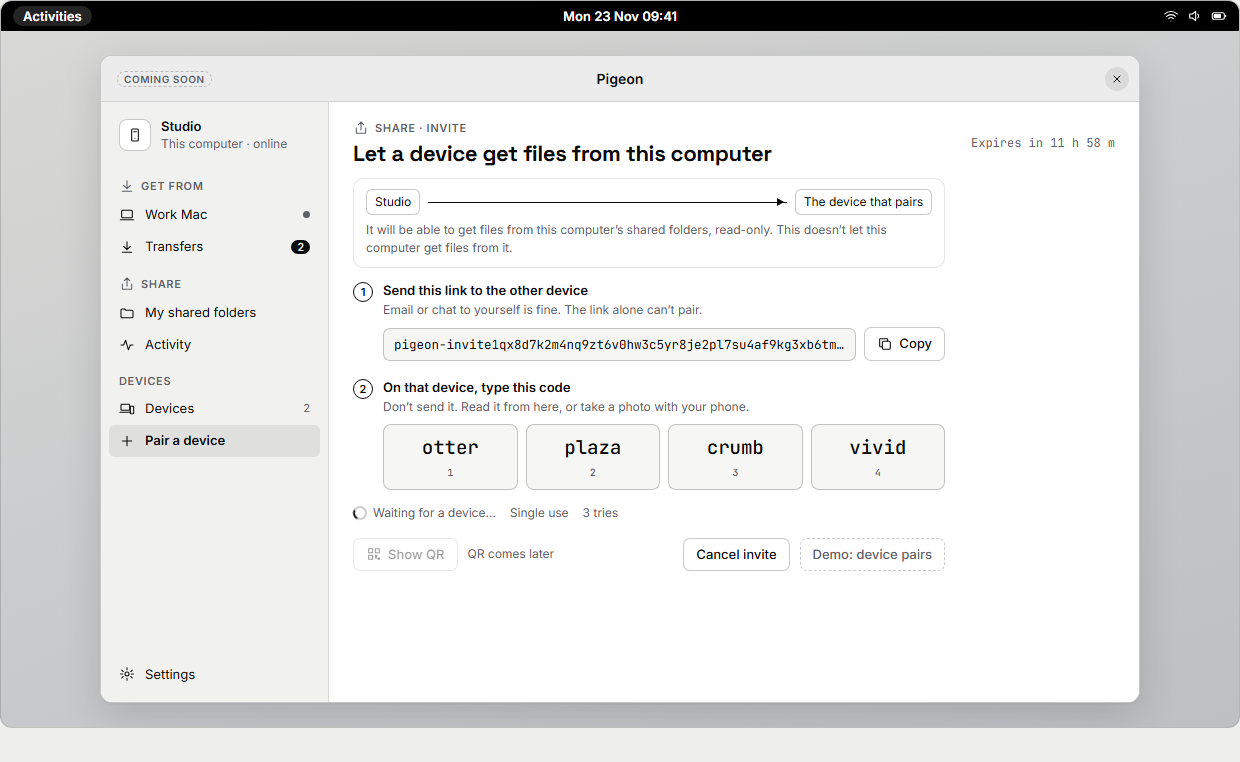 Activities
Mon 23 Nov 09:41
COMING SOON
Pigeon
Studio
This computer · online
GET FROM
Work Mac
Transfers
2
SHARE
My shared folders
Activity
DEVICES
Devices
2
Pair a device
Settings
SHARE · INVITE
Let a device get files from this computer
Expires in 11 h 58 m
Studio
The device that pairs
It will be able to get files from this computer’s shared folders, read-only. This doesn’t let this
computer get files from it.
1
Send this link to the other device
Email or chat to yourself is fine. The link alone can’t pair.
pigeon-invite1qx8d7k2m4nq9zt6v0hw3c5yr8je2pl7su4af9kg3xb6tm…
Copy
2
On that device, type this code
Don’t send it. Read it from here, or take a photo with your phone.
otter
1
plaza
2
crumb
3
vivid
4
Waiting for a device… Single use 3 tries
Show QR
QR comes later
Cancel invite
Demo: device pairs